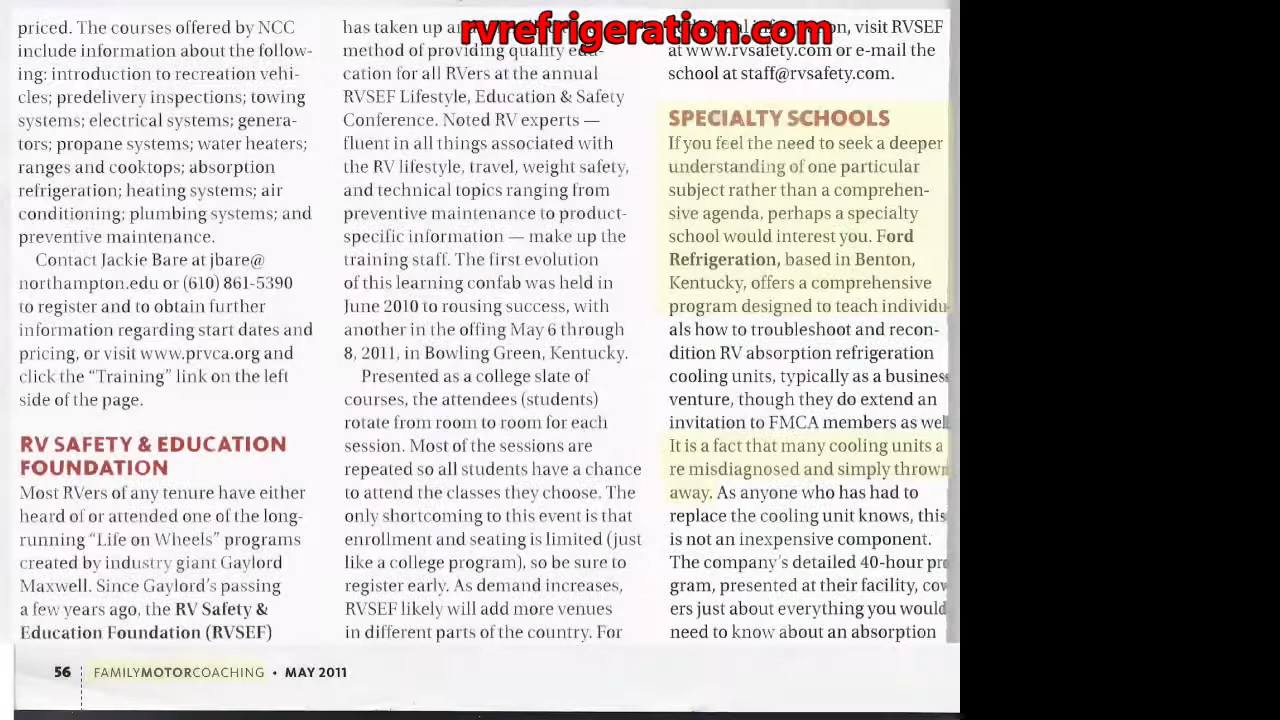 rvrefrigeration.com
priced. The courses offered by NCC
include information about the follow-
ing: introduction to recreation vehi-
cles; predelivery inspections; towing
systems; electrical systems; genera-
tors; propane systems; water heaters;
ranges and cooktops; absorption
refrigeration; heating systems; air
conditioning; plumbing systems; and
preventive maintenance.
Contact Jackie Bare at jbare@
northampton.edu or (610) 861-5390
to register and to obtain further
information regarding start dates and
pricing, or visit www.prvca.org and
click the “Training” link on the left
side of the page.
RV SAFETY & EDUCATION
FOUNDATION
Most RVers of any tenure have either
heard of or attended one of the long-
running “Life on Wheels” programs
created by industry giant Gaylord
Maxwell. Since Gaylord’s passing
a few years ago, the RV Safety &
Education Foundation (RVSEF)
has taken up
method of providing quality edu-
cation for all RVers at the annual
RVSEF Lifestyle, Education & Safety
Conference. Noted RV experts —
fluent in all things associated with
the RV lifestyle, travel, weight safety,
and technical topics ranging from
preventive maintenance to product-
specific information — make up the
training staff. The first evolution
of this learning confab was held in
June 2010 to rousing success, with
another in the offing May 6 through
8, 2011, in Bowling Green, Kentucky.
Presented as a college slate of
courses, the attendees (students)
rotate from room to room for each
session. Most of the sessions are
repeated so all students have a chance
to attend the classes they choose. The
only shortcoming to this event is that
enrollment and seating is limited (just
like a college program), so be sure to
register early. As demand increases,
RVSEF likely will add more venues
in different parts of the country. For
visit RVSEF
at www.rvsafety.com or e-mail the
school at staff@rvsafety.com.
SPECIALTY SCHOOLS
If you feel the need to seek a deeper
understanding of one particular
subject rather than a comprehen-
sive agenda, perhaps a specialty
school would interest you. Ford
Refrigeration, based in Benton,
Kentucky, offers a comprehensive
program designed to teach individu-
als how to troubleshoot and recon-
dition RV absorption refrigeration
cooling units, typically as a business
venture, though they do extend an
invitation to FMCA members as well
It is a fact that many cooling units a
re misdiagnosed and simply thrown
away. As anyone who has had to
replace the cooling unit knows, this
is not an inexpensive component.
The company’s detailed 40-hour pro
gram, presented at their facility, cov
ers just about everything you would
need to know about an absorption
56 FAMILYMOTORCOACHING • MAY 2011